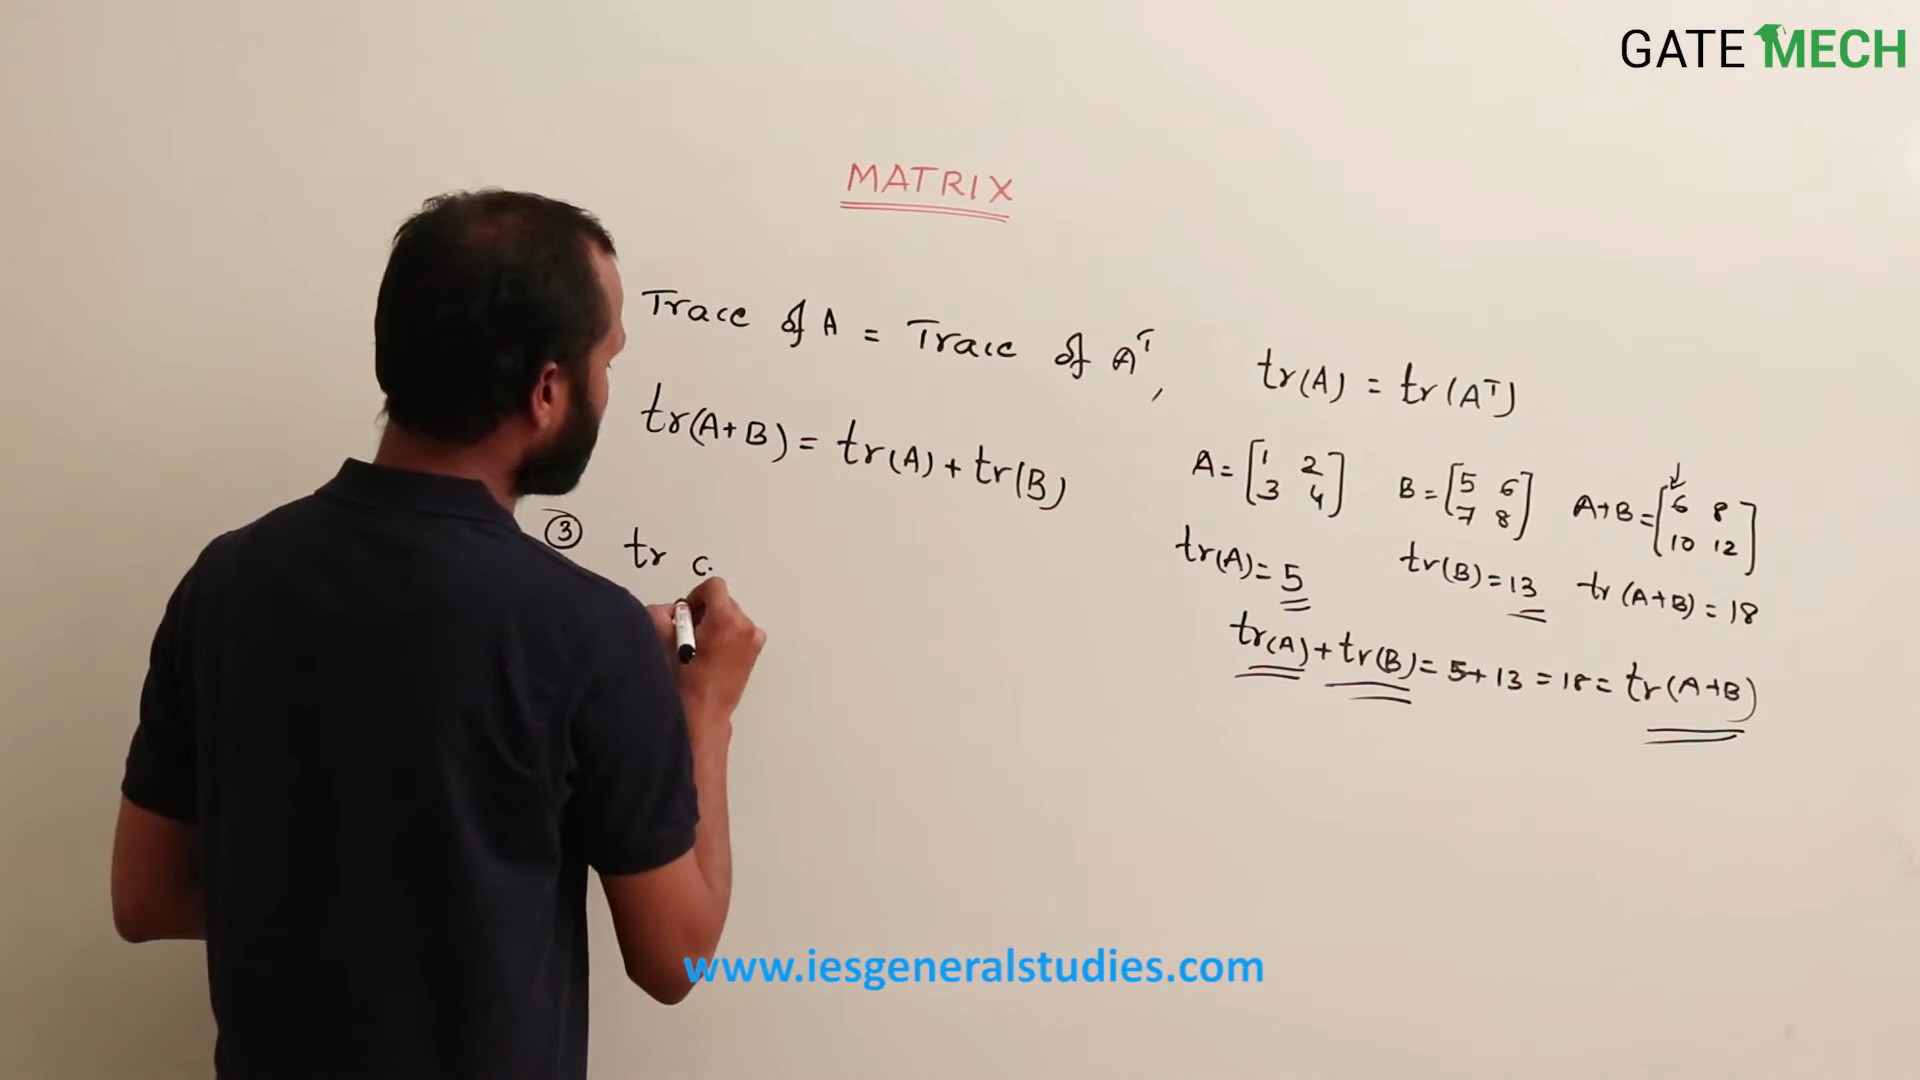 GATE MECH
MATRIX
Trace of A = Trace of Aᵀ,
tr(A) = tr(Aᵀ)
tr(A+B) = tr(A) + tr(B)
A = [1 2
3 4]
B = [5 6
7 8]
A+B = [6 8
10 12]
tr(A) = 5
tr(B) = 13
tr(A+B) = 18
tr(A) + tr(B) = 5+13 = 18 = tr(A+B)
③ tr
www.iesgeneralstudies.com